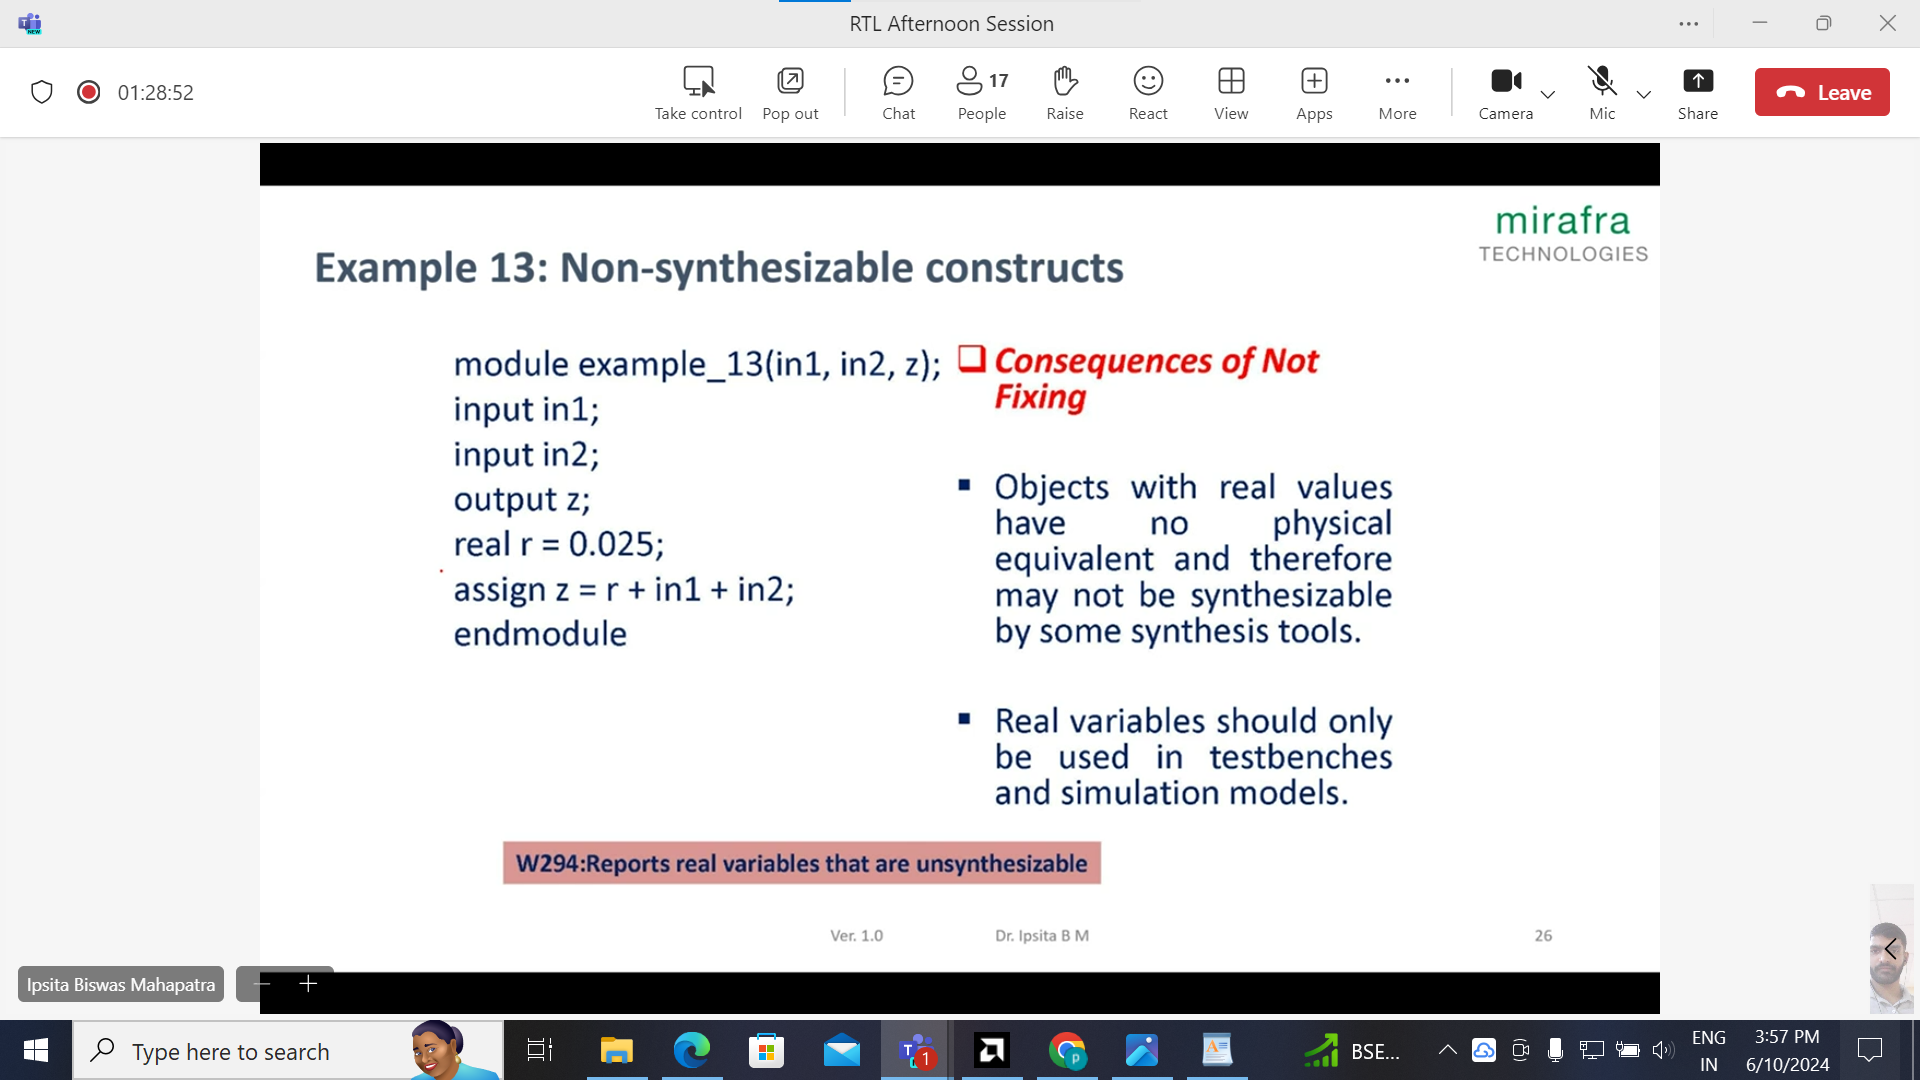 RTL Afternoon Session
NEW
01:28:52
Take control
Pop out
Chat
17
People
Raise
React
View
Apps
More
Camera
Mic
Share
Leave
mirafra
TECHNOLOGIES
Example 13: Non-synthesizable constructs
module example_13(in1, in2, z);
input in1;
input in2;
output z;
real r = 0.025;
assign z = r + in1 + in2;
endmodule
Consequences of Not
Fixing
Objects with real values
have no physical
equivalent and therefore
may not be synthesizable
by some synthesis tools.
Real variables should only
be used in testbenches
and simulation models.
W294:Reports real variables that are unsynthesizable
Ver. 1.0
Dr. Ipsita B M
26
Ipsita Biswas Mahapatra
Type here to search
1
p
BSE...
ENG
IN
3:57 PM
6/10/2024